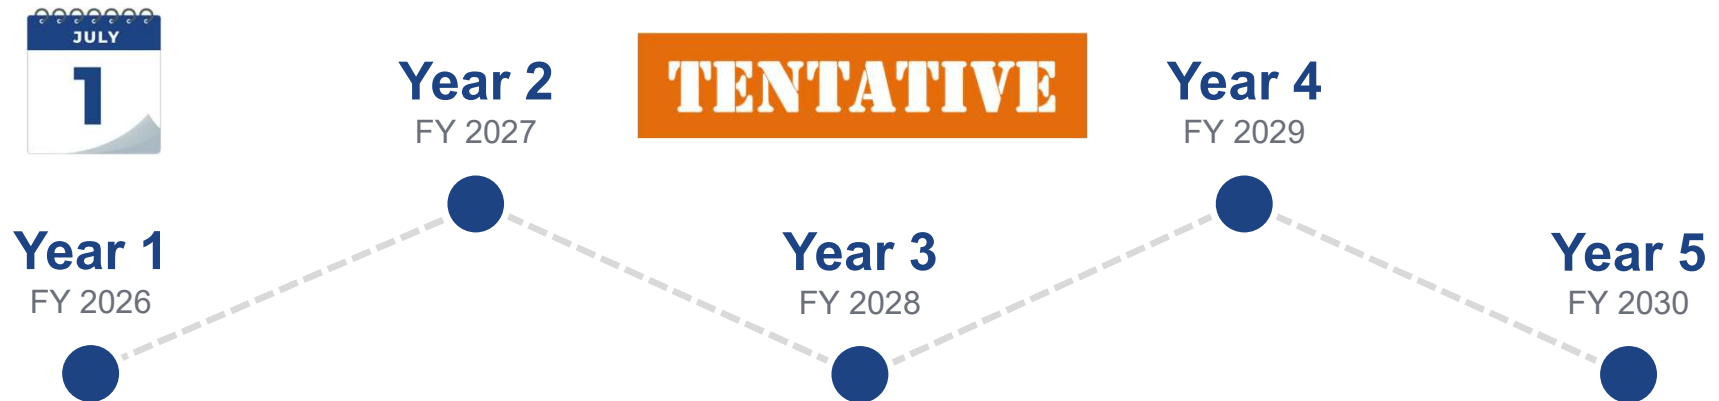 JULY
1
Year 1
FY 2026
Year 2
FY 2027
TENTATIVE
Year 3
FY 2028
Year 4
FY 2029
Year 5
FY 2030